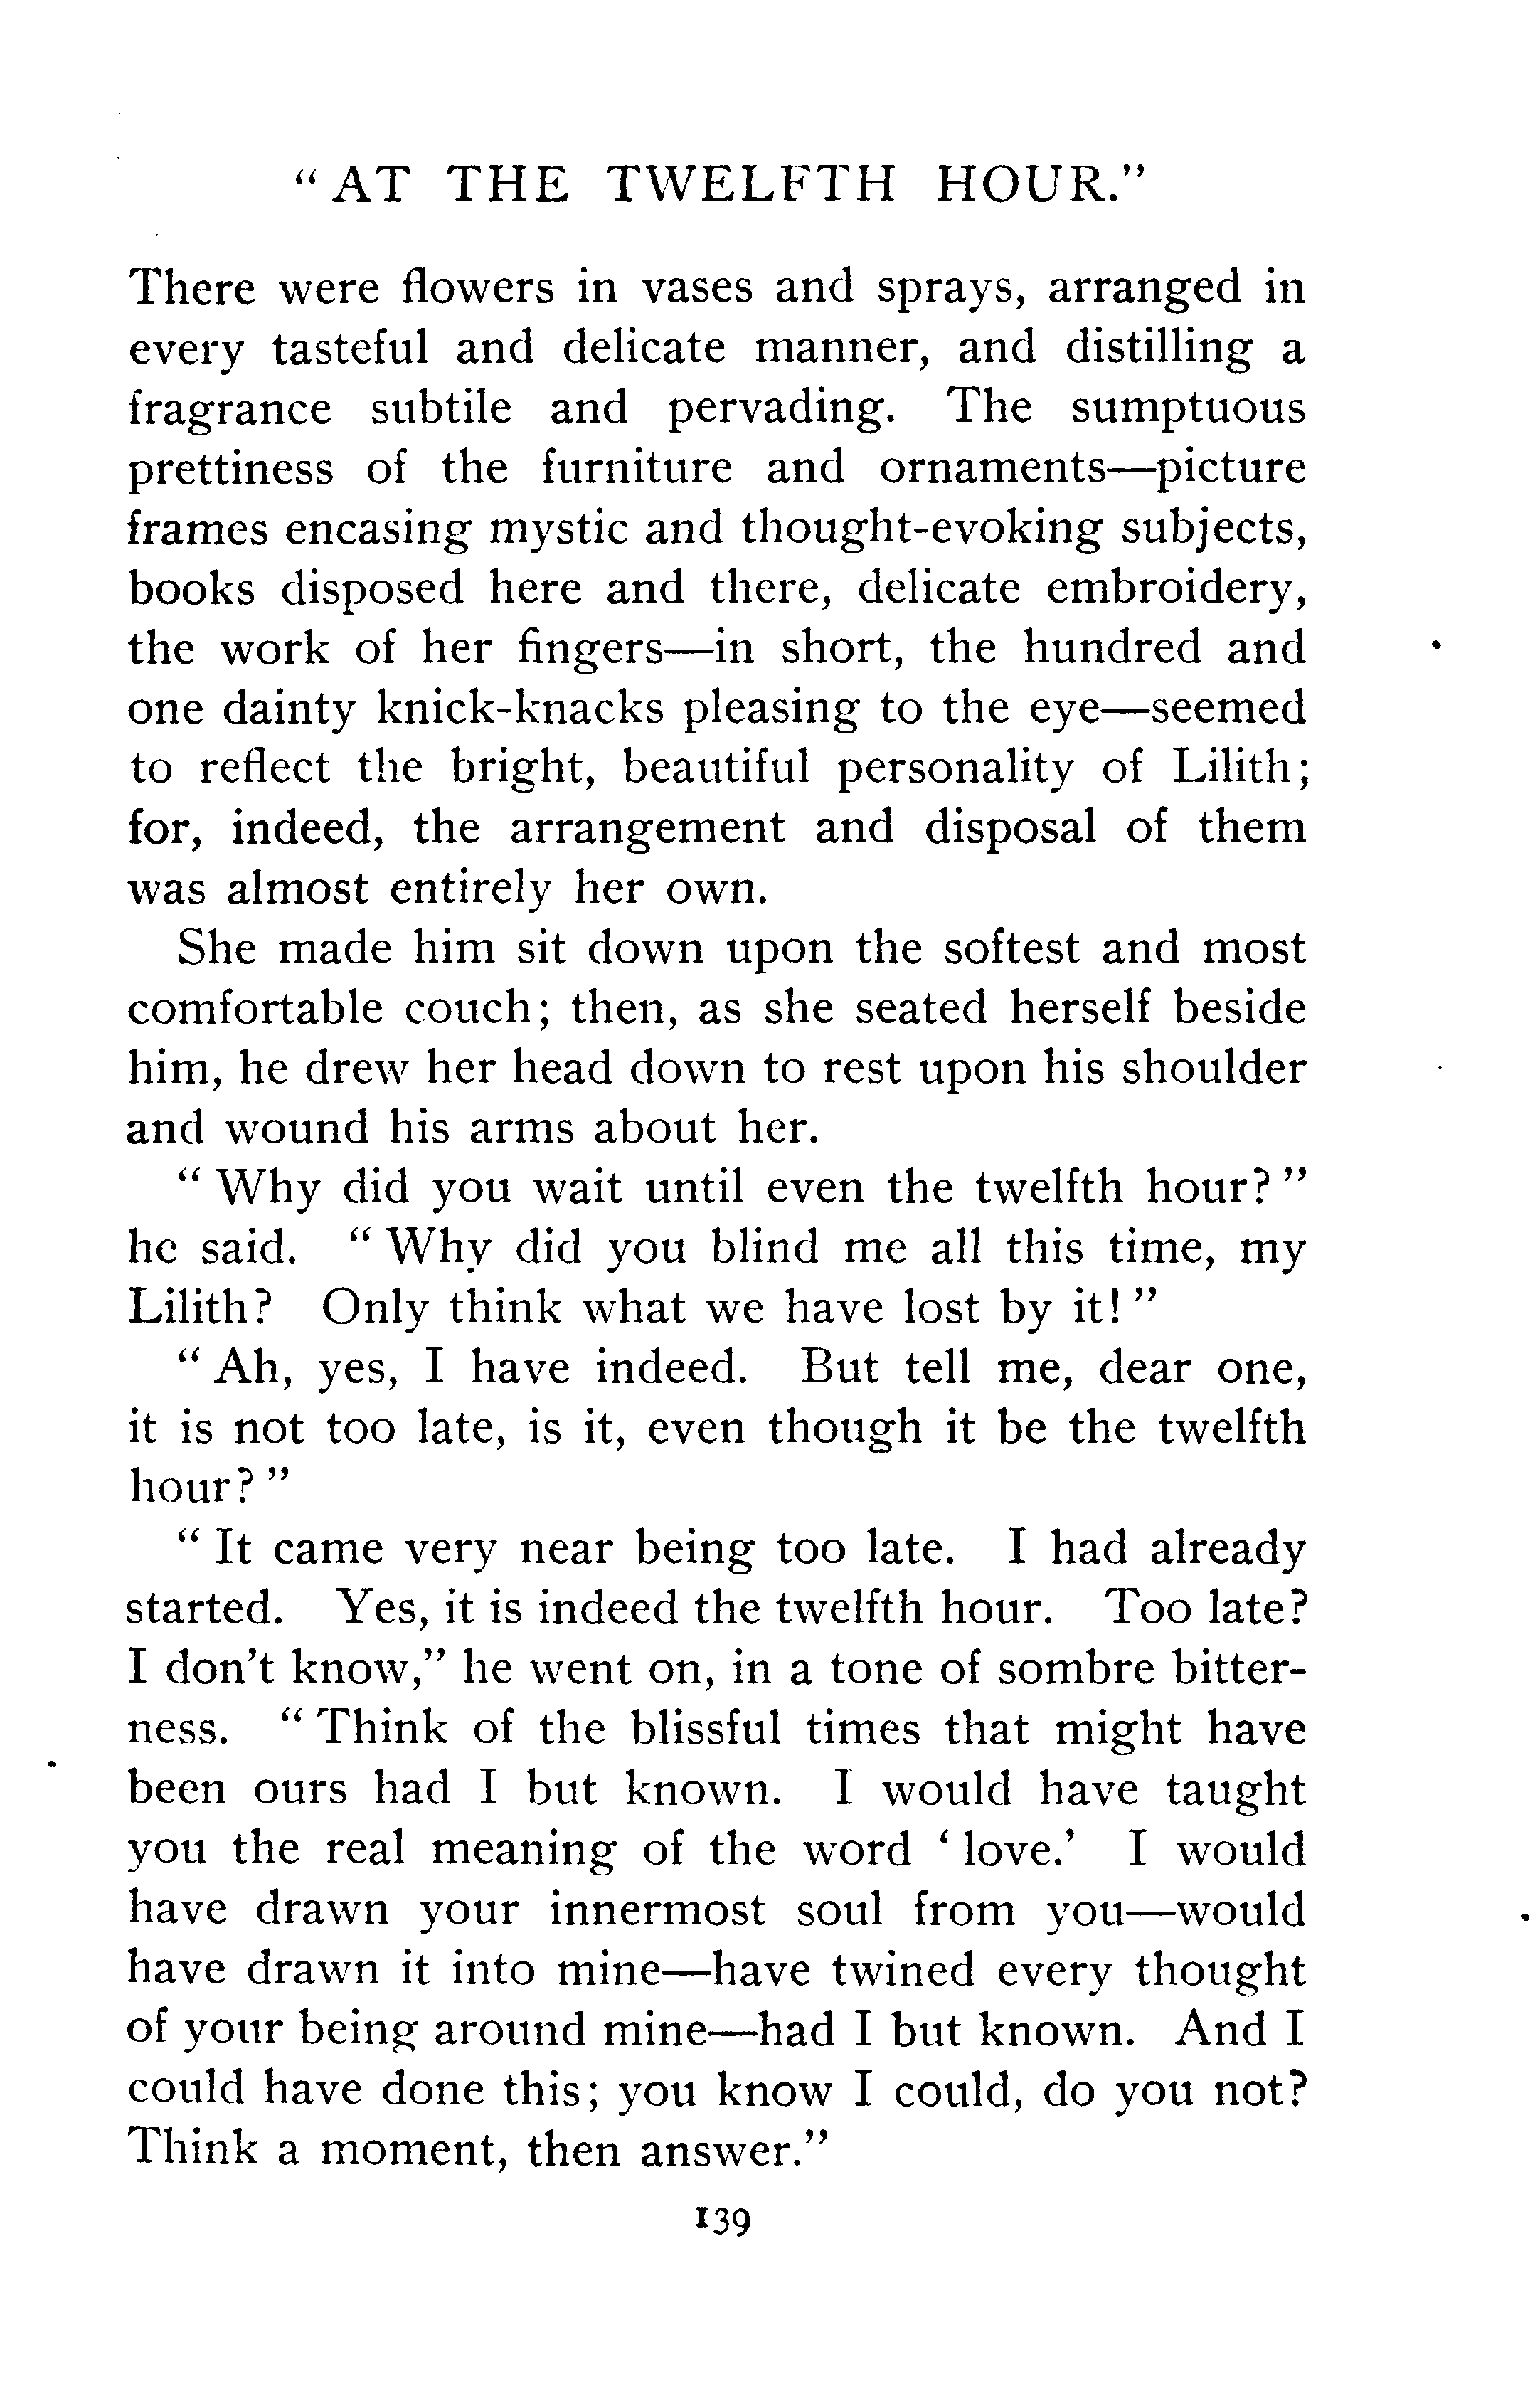 "AT THE TWELFTH HOUR."
There were flowers in vases and sprays, arranged in
every tasteful and delicate manner, and distilling a
fragrance subtile and pervading. The sumptuous
prettiness of the furniture and ornaments—picture
frames encasing mystic and thought-evoking subjects,
books disposed here and there, delicate embroidery,
the work of her fingers—in short, the hundred and
one dainty knick-knacks pleasing to the eye—seemed
to reflect the bright, beautiful personality of Lilith;
for, indeed, the arrangement and disposal of them
was almost entirely her own.
She made him sit down upon the softest and most
comfortable couch; then, as she seated herself beside
him, he drew her head down to rest upon his shoulder
and wound his arms about her.
"Why did you wait until even the twelfth hour?"
he said. "Why did you blind me all this time, my
Lilith? Only think what we have lost by it!"
"Ah, yes, I have indeed. But tell me, dear one,
it is not too late, is it, even though it be the twelfth
hour?"
"It came very near being too late. I had already
started. Yes, it is indeed the twelfth hour. Too late?
I don't know," he went on, in a tone of sombre bitter-
ness. "Think of the blissful times that might have
been ours had I but known. I would have taught
you the real meaning of the word 'love.' I would
have drawn your innermost soul from you—would
have drawn it into mine—have twined every thought
of your being around mine—had I but known. And I
could have done this; you know I could, do you not?
Think a moment, then answer."
139